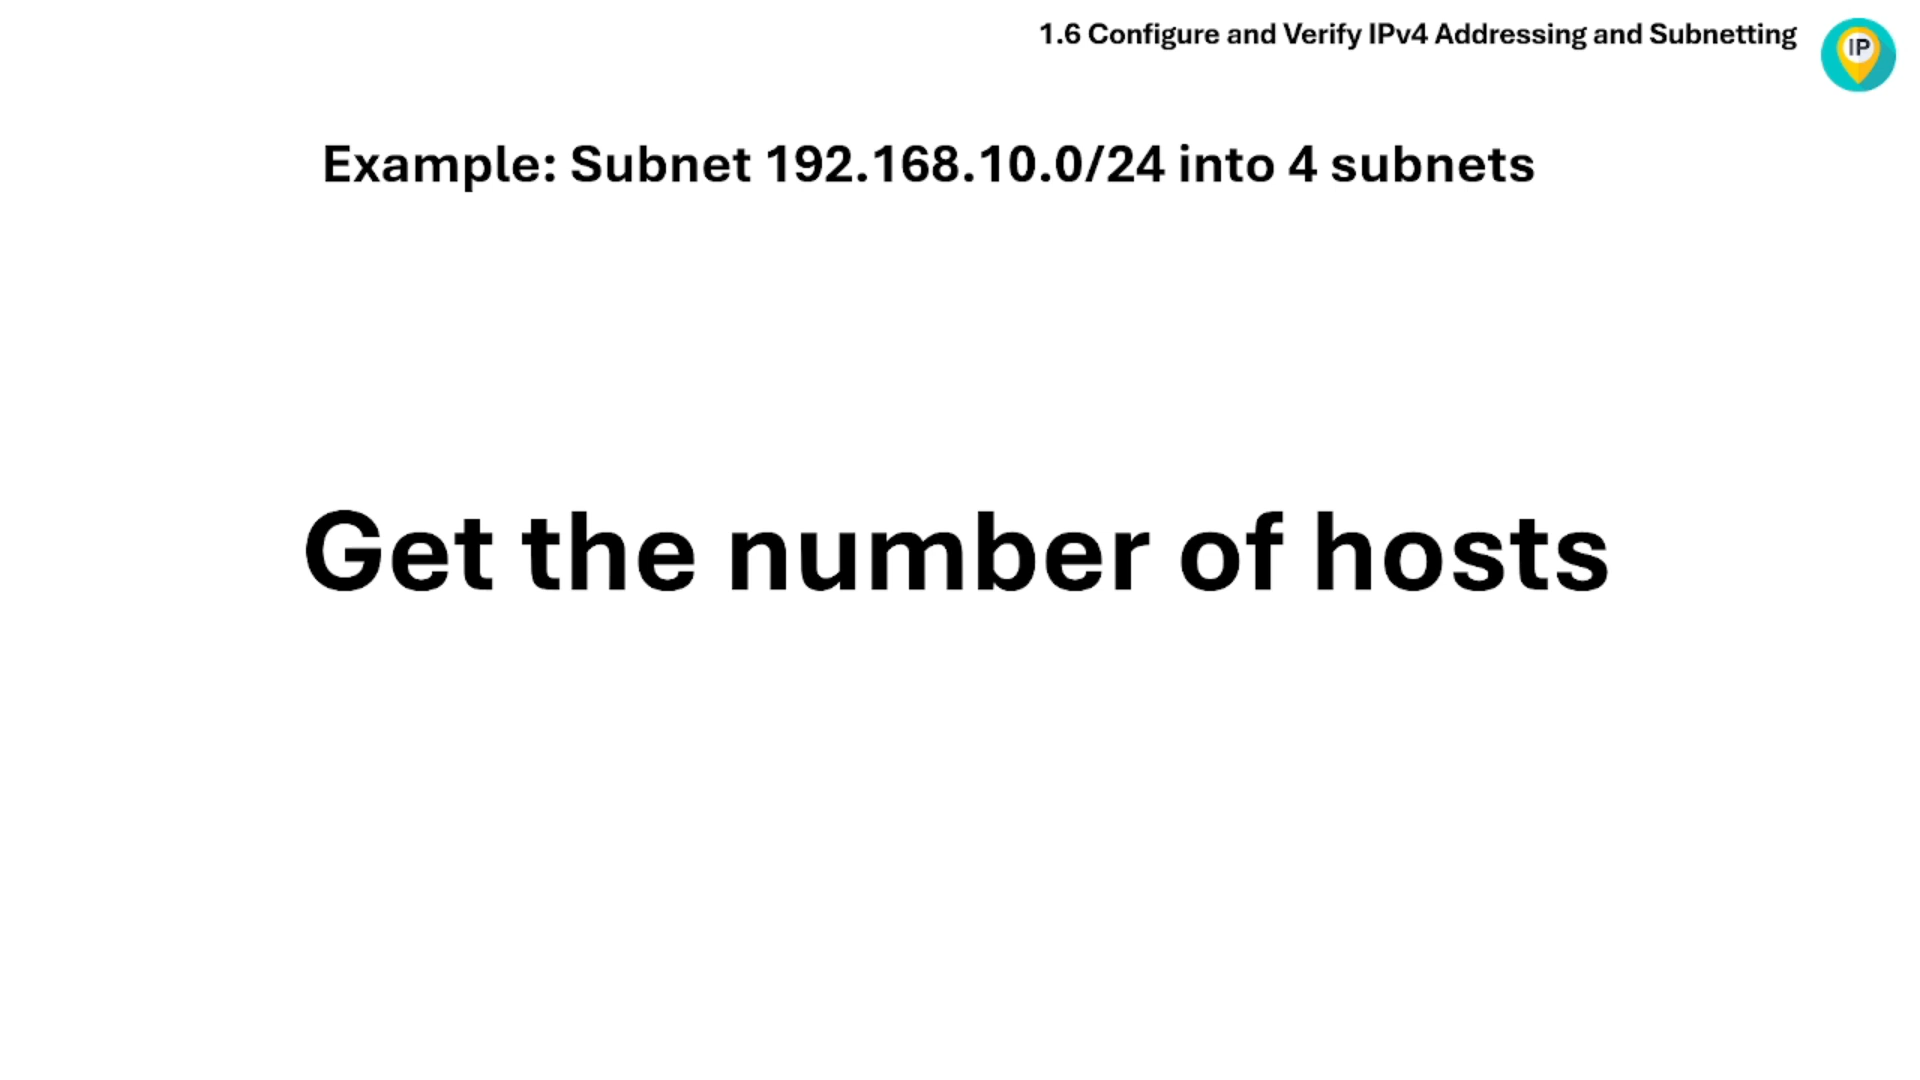 1.6 Configure and Verify IPv4 Addressing and Subnetting
IP
Example: Subnet 192.168.10.0/24 into 4 subnets
Get the number of hosts